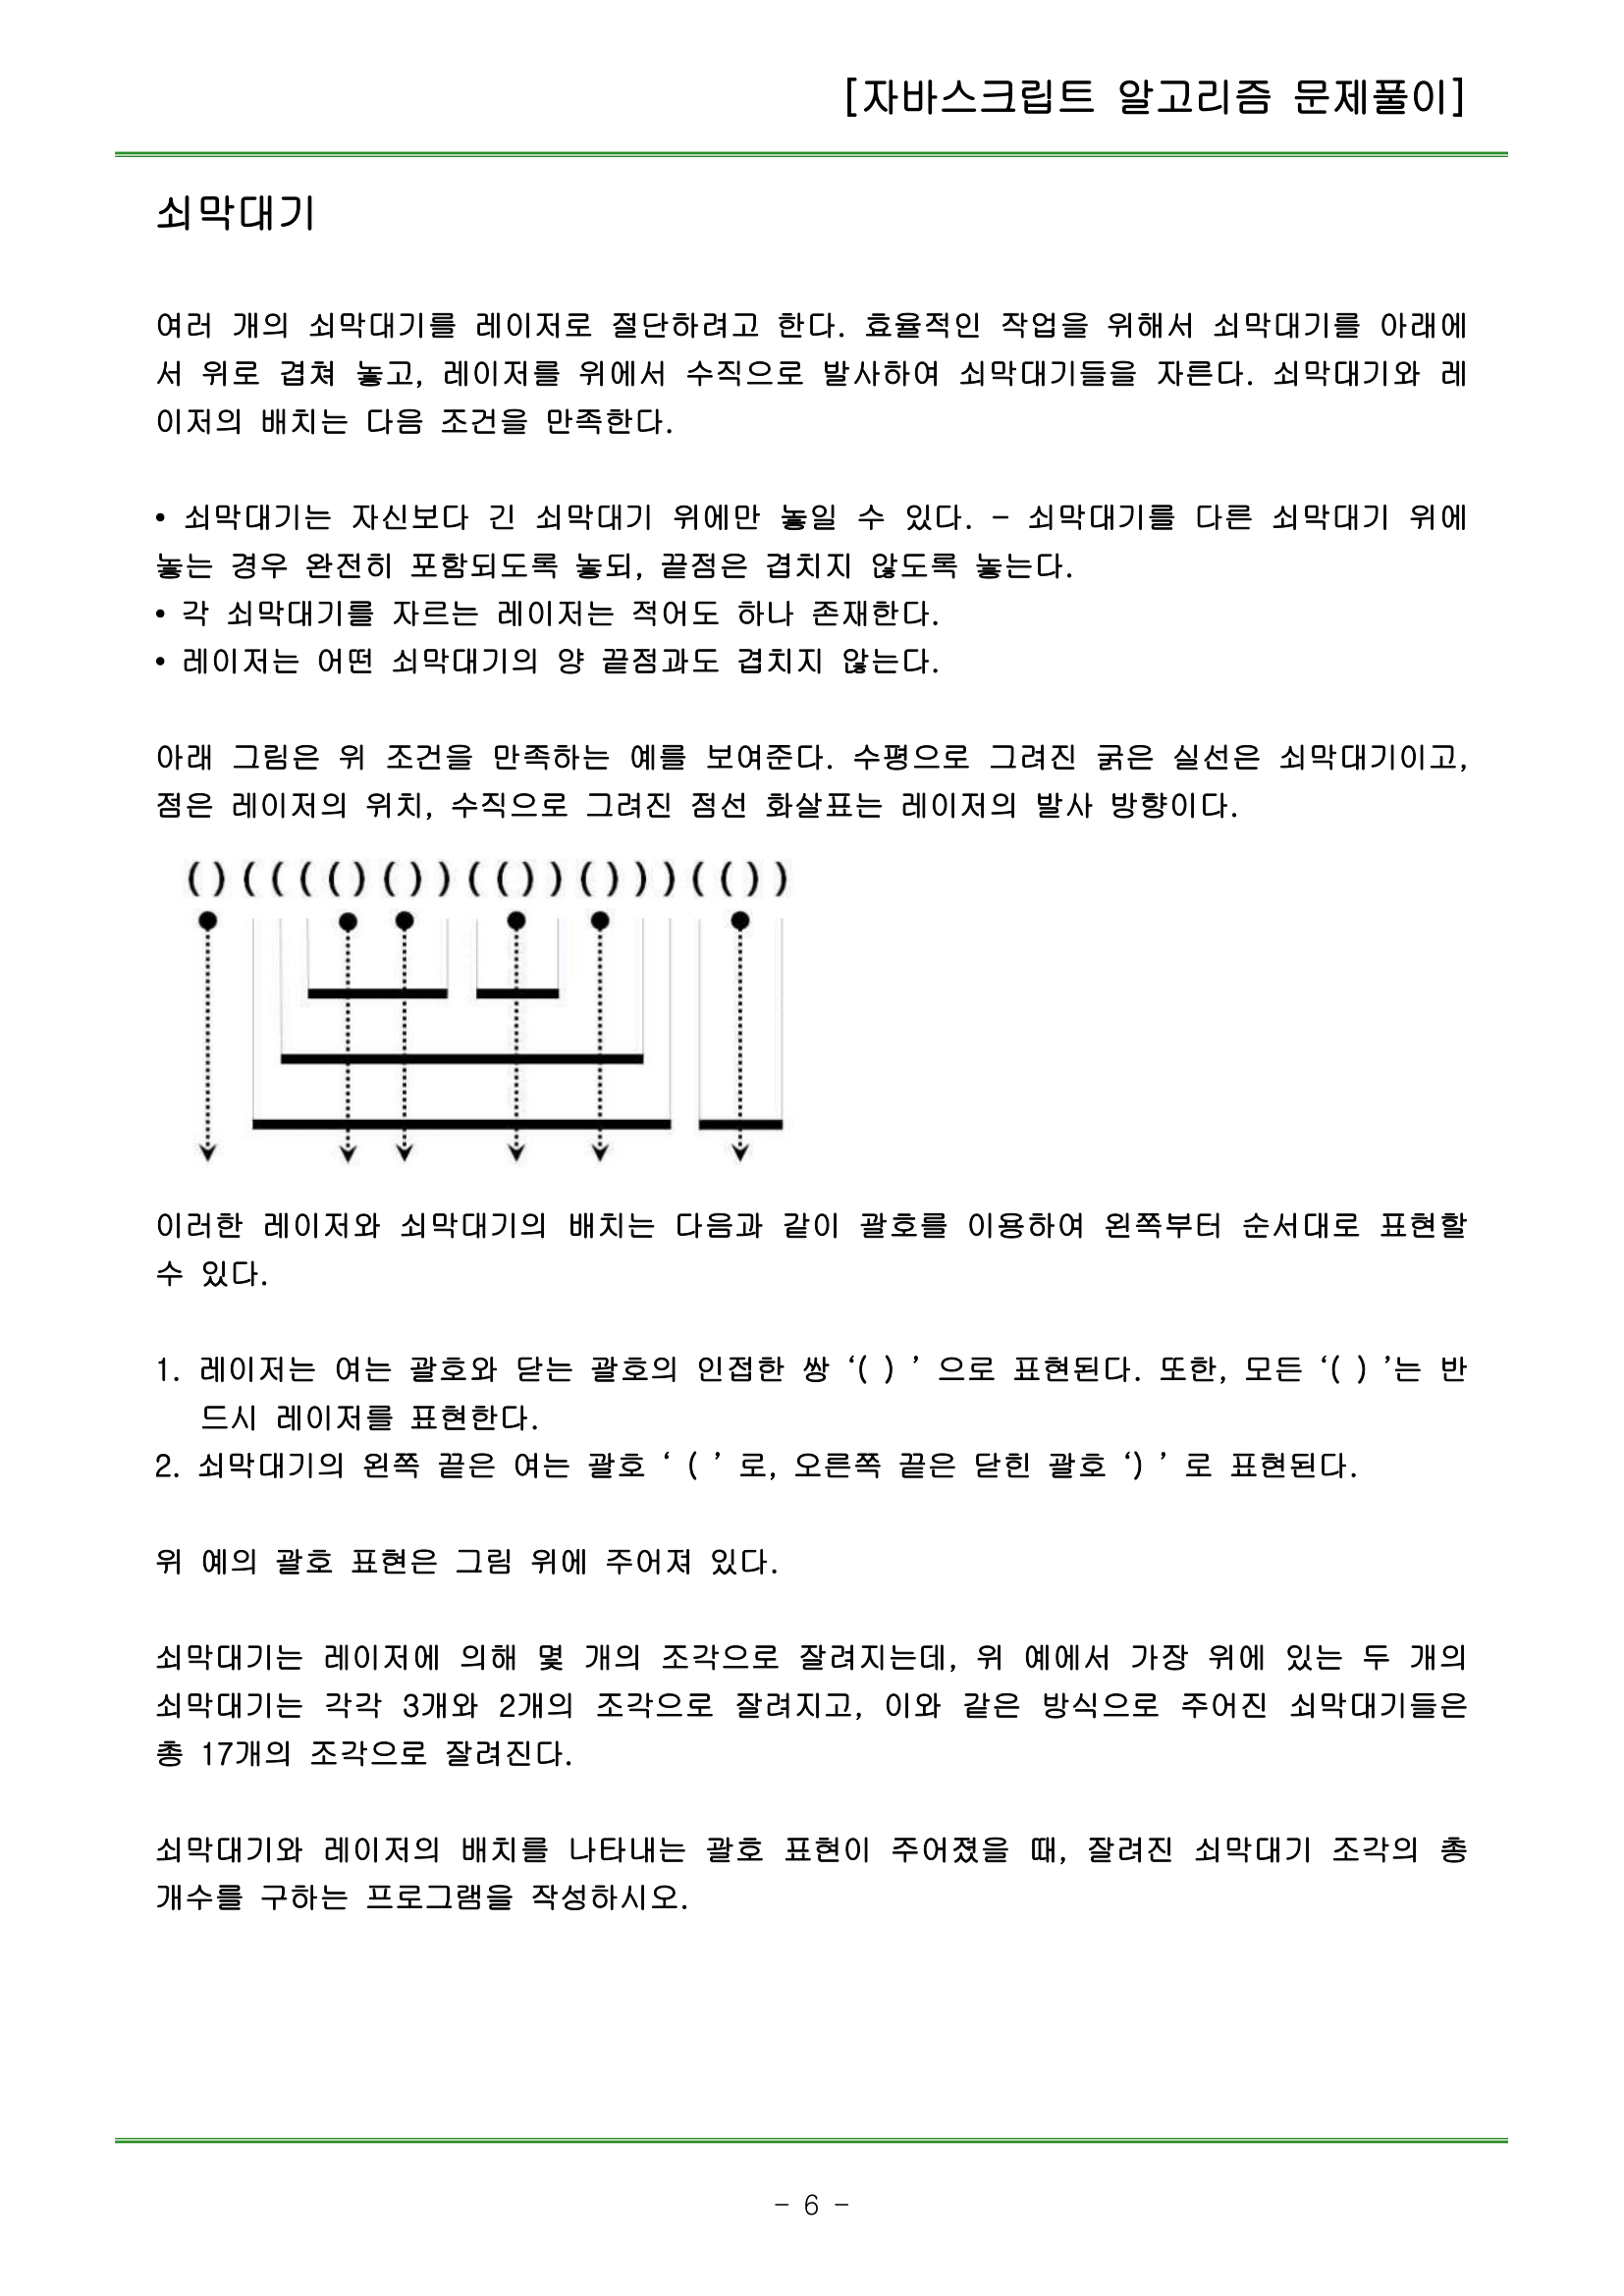 [자바스크립트 알고리즘 문제풀이]
쇠막대기
여러 개의 쇠막대기를 레이저로 절단하려고 한다. 효율적인 작업을 위해서 쇠막대기를 아래에
서 위로 겹쳐 놓고, 레이저를 위에서 수직으로 발사하여 쇠막대기들을 자른다. 쇠막대기와 레
이저의 배치는 다음 조건을 만족한다.
• 쇠막대기는 자신보다 긴 쇠막대기 위에만 놓일 수 있다. - 쇠막대기를 다른 쇠막대기 위에
놓는 경우 완전히 포함되도록 놓되, 끝점은 겹치지 않도록 놓는다.
• 각 쇠막대기를 자르는 레이저는 적어도 하나 존재한다.
• 레이저는 어떤 쇠막대기의 양 끝점과도 겹치지 않는다.
아래 그림은 위 조건을 만족하는 예를 보여준다. 수평으로 그려진 굵은 실선은 쇠막대기이고,
점은 레이저의 위치, 수직으로 그려진 점선 화살표는 레이저의 발사 방향이다.
()(((()())(())()))(())
이러한 레이저와 쇠막대기의 배치는 다음과 같이 괄호를 이용하여 왼쪽부터 순서대로 표현할
수 있다.
1. 레이저는 여는 괄호와 닫는 괄호의 인접한 쌍 ‘( ) ’ 으로 표현된다. 또한, 모든 ‘( ) ’는 반
드시 레이저를 표현한다.
2. 쇠막대기의 왼쪽 끝은 여는 괄호 ‘ ( ’ 로, 오른쪽 끝은 닫힌 괄호 ‘) ’ 로 표현된다.
위 예의 괄호 표현은 그림 위에 주어져 있다.
쇠막대기는 레이저에 의해 몇 개의 조각으로 잘려지는데, 위 예에서 가장 위에 있는 두 개의
쇠막대기는 각각 3개와 2개의 조각으로 잘려지고, 이와 같은 방식으로 주어진 쇠막대기들은
총 17개의 조각으로 잘려진다.
쇠막대기와 레이저의 배치를 나타내는 괄호 표현이 주어졌을 때, 잘려진 쇠막대기 조각의 총
개수를 구하는 프로그램을 작성하시오.
- 6 -